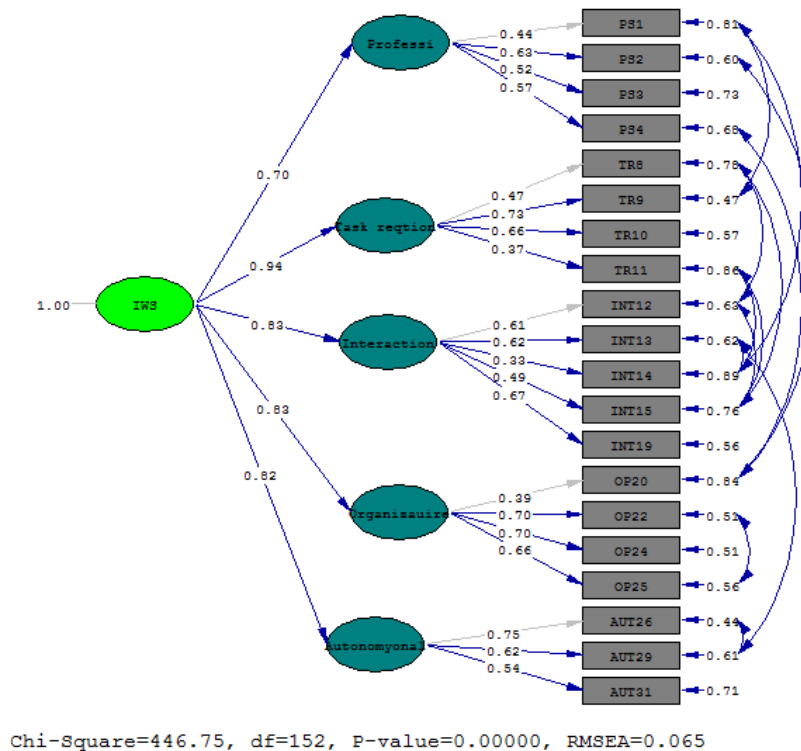 PS1 0.81
0.44
Professi
PS2 0.60
0.63
0.52
PS3 0.73
0.57
PS4 0.68
TR8 0.78
0.70
0.47
TR9 0.47
Task reqtion
0.73
0.66
TR10 0.57
0.37
0.94
TR11 0.86
1.00 IWS
INT12 0.63
0.61
0.83
Interaction
0.62
INT13 0.62
0.33
0.49
INT14 0.89
0.67
INT15 0.76
0.83
INT19 0.56
0.82
OP20 0.84
0.39
Organizauire
0.70
OP22 0.51
0.70
0.66
OP24 0.51
OP25 0.56
AUT26 0.44
0.75
Autonomyonal
0.62
AUT29 0.61
0.54
AUT31 0.71
Chi-Square=446.75, df=152, P-value=0.00000, RMSEA=0.065